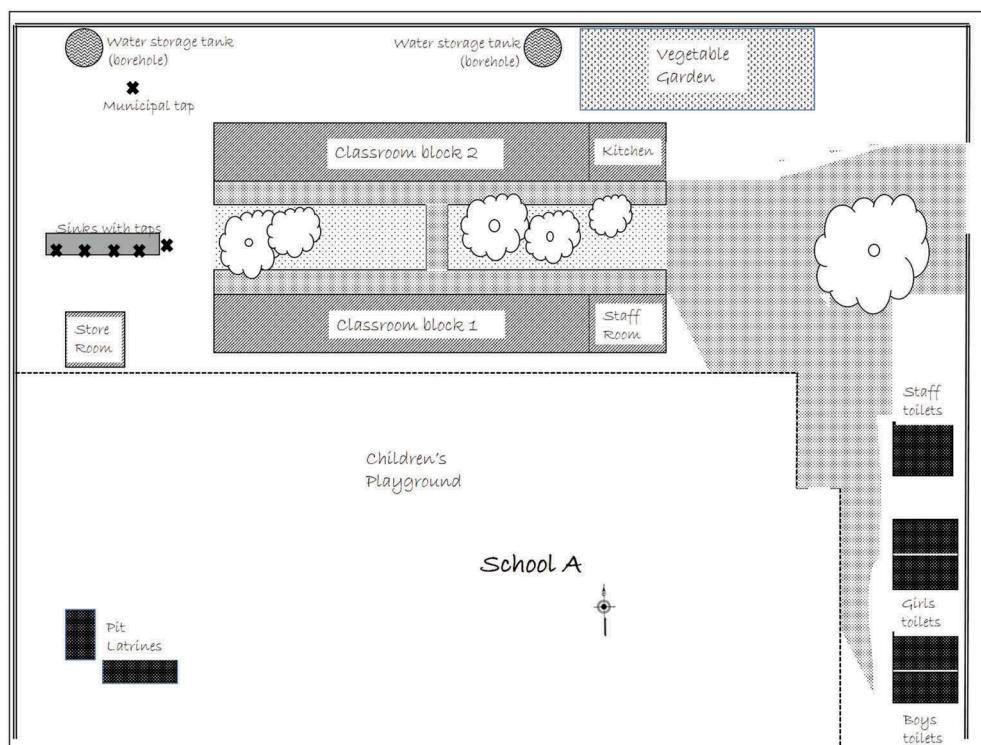 Water storage tank
(borehole)
Water storage tank
(borehole)
Vegetable
Garden
Municipal tap
Classroom block 2
Kitchen
Sinks with taps
Classroom block 1
Staff
Room
Store
Room
Staff
toilets
Children's
Playground
School A
Girls
toilets
Pit
Latrines
Boys
toilets